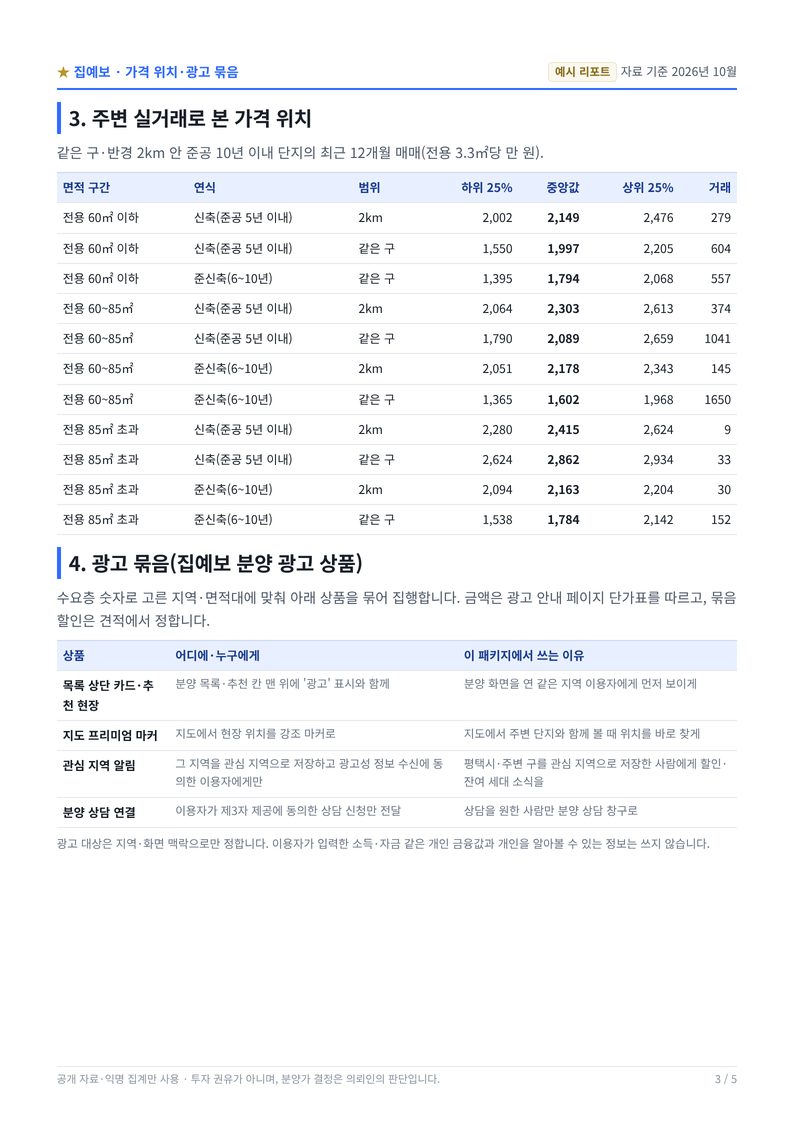 ★ 집예보 · 가격 위치·광고 묶음
예시 리포트 자료 기준 2026년 10월
3. 주변 실거래로 본 가격 위치
같은 구·반경 2km 안 준공 10년 이내 단지의 최근 12개월 매매(전용 3.3㎡당 만 원).
면적 구간 연식 범위 하위 25% 중앙값 상위 25% 거래
전용 60㎡ 이하 신축(준공 5년 이내) 2km 2,002 2,149 2,476 279
전용 60㎡ 이하 신축(준공 5년 이내) 같은 구 1,550 1,997 2,205 604
전용 60㎡ 이하 준신축(6~10년) 같은 구 1,395 1,794 2,068 557
전용 60~85㎡ 신축(준공 5년 이내) 2km 2,064 2,303 2,613 374
전용 60~85㎡ 신축(준공 5년 이내) 같은 구 1,790 2,089 2,659 1041
전용 60~85㎡ 준신축(6~10년) 2km 2,051 2,178 2,343 145
전용 60~85㎡ 준신축(6~10년) 같은 구 1,365 1,602 1,968 1650
전용 85㎡ 초과 신축(준공 5년 이내) 2km 2,280 2,415 2,624 9
전용 85㎡ 초과 신축(준공 5년 이내) 같은 구 2,624 2,862 2,934 33
전용 85㎡ 초과 준신축(6~10년) 2km 2,094 2,163 2,204 30
전용 85㎡ 초과 준신축(6~10년) 같은 구 1,538 1,784 2,142 152
4. 광고 묶음(집예보 분양 광고 상품)
수요층 숫자로 고른 지역·면적대에 맞춰 아래 상품을 묶어 집행합니다. 금액은 광고 안내 페이지 단가표를 따르고, 묶음
할인은 견적에서 정합니다.
상품 어디에·누구에게 이 패키지에서 쓰는 이유
목록 상단 카드·추
천 현장
분양 목록·추천 칸 맨 위에 '광고' 표시와 함께
분양 화면을 연 같은 지역 이용자에게 먼저 보이게
지도 프리미엄 마커 지도에서 현장 위치를 강조 마커로 지도에서 주변 단지와 함께 볼 때 위치를 바로 찾게
관심 지역 알림
그 지역을 관심 지역으로 저장하고 광고성 정보 수신에 동
의한 이용자에게만
평택시·주변 구를 관심 지역으로 저장한 사람에게 할인·
잔여 세대 소식을
분양 상담 연결 이용자가 제3자 제공에 동의한 상담 신청만 전달 상담을 원한 사람만 분양 상담 창구로
광고 대상은 지역·화면 맥락으로만 정합니다. 이용자가 입력한 소득·자금 같은 개인 금융값과 개인을 알아볼 수 있는 정보는 쓰지 않습니다.
공개 자료·익명 집계만 사용 · 투자 권유가 아니며, 분양가 결정은 의뢰인의 판단입니다.
3 / 5